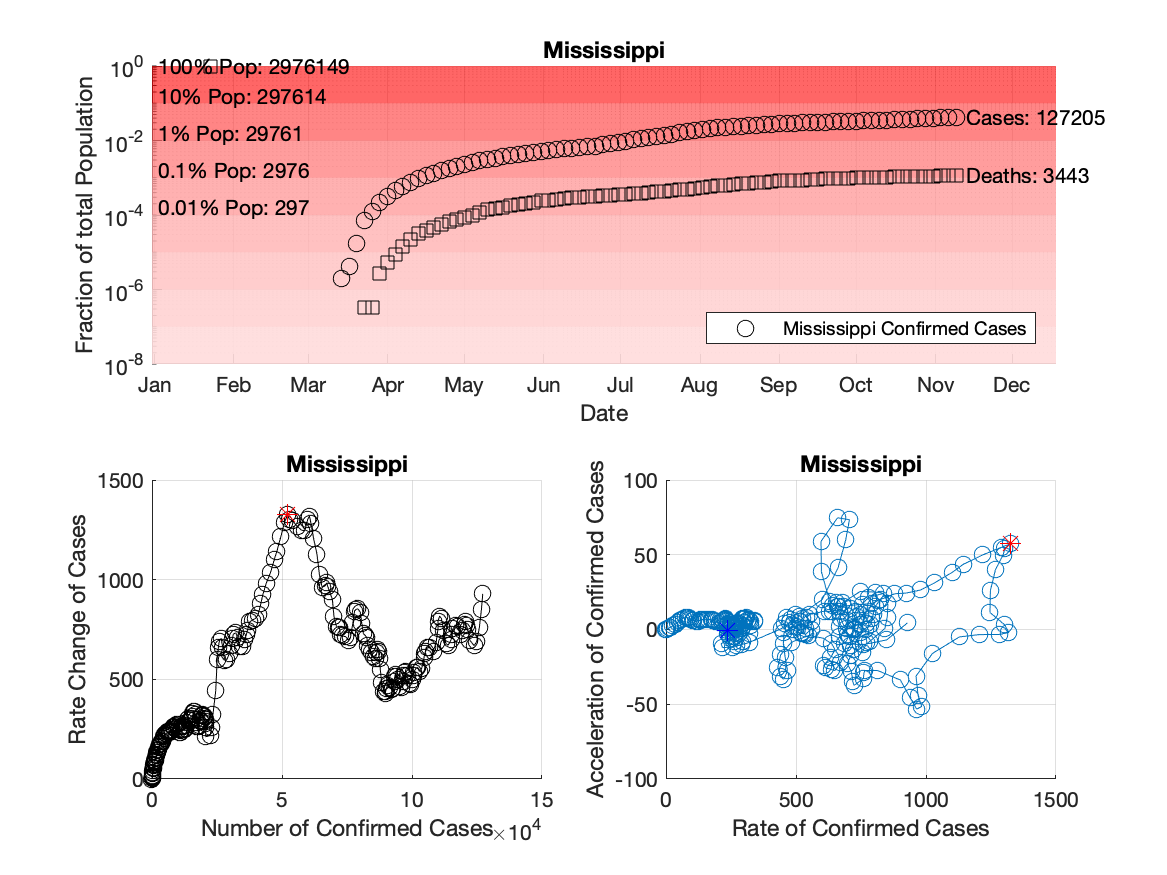 Mississippi
10^0
100% Pop: 2976149
10% Pop: 297614
10^-2
1% Pop: 29761
0.1% Pop: 2976
10^-4
0.01% Pop: 297
10^-6
10^-8
Fraction of total Population
Cases: 127205
Deaths: 3443
Mississippi Confirmed Cases
Jan Feb Mar Apr May Jun Jul Aug Sep Oct Nov Dec
Date
Mississippi
1500
1000
500
0
Rate Change of Cases
0 5 10 15
Number of Confirmed Cases ×10^4
Mississippi
100
50
0
-50
-100
Acceleration of Confirmed Cases
0 500 1000 1500
Rate of Confirmed Cases